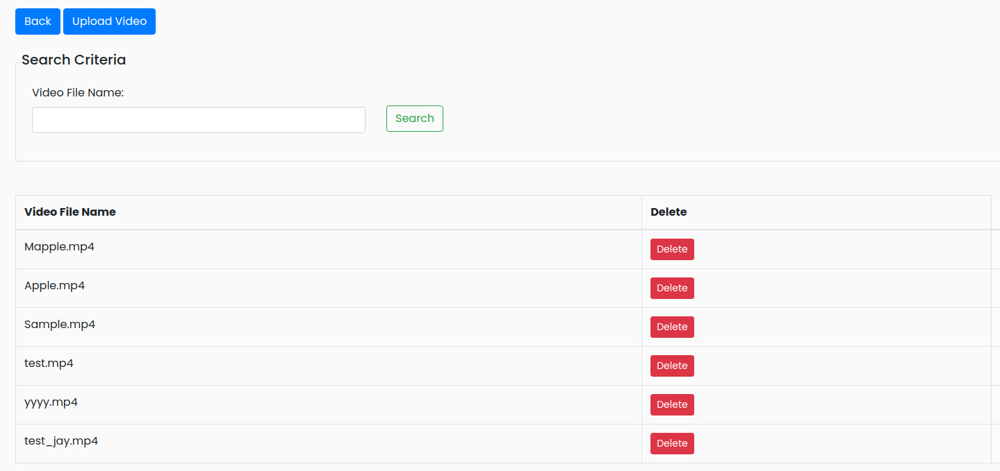 Back Upload Video
Search Criteria
Video File Name:
Search
Video File Name Delete
Mapple.mp4 Delete
Apple.mp4 Delete
Sample.mp4 Delete
test.mp4 Delete
yyyy.mp4 Delete
test_jay.mp4 Delete